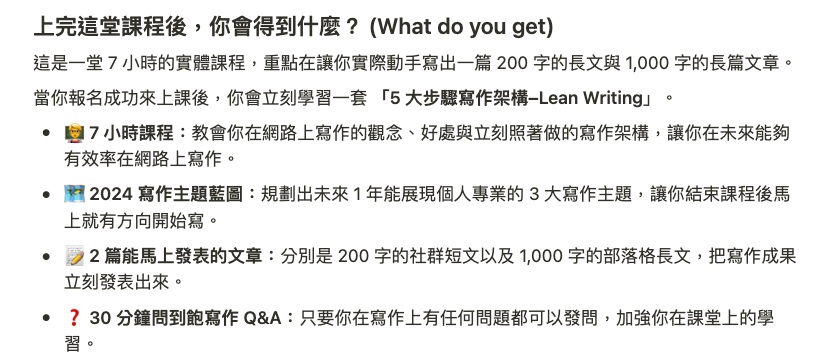 上完這堂課程後，你會得到什麼？ (What do you get)
這是一堂 7 小時的實體課程，重點在讓你實際動手寫出一篇 200 字的長文與 1,000 字的長篇文章。
當你報名成功來上課後，你會立刻學習一套 「5 大步驟寫作架構–Lean Writing」。
• 👨‍🏫 7 小時課程：教會你在網路上寫作的觀念、好處與立刻照著做的寫作架構，讓你在未來能夠
有效率在網路上寫作。
• 🗺️ 2024 寫作主題藍圖：規劃出未來 1 年能展現個人專業的 3 大寫作主題，讓你結束課程後馬
上就有方向開始寫。
• 📝 2 篇能馬上發表的文章：分別是 200 字的社群短文以及 1,000 字的部落格長文，把寫作成果
立刻發表出來。
• ❓ 30 分鐘問到飽寫作 Q&A：只要你在寫作上有任何問題都可以發問，加強你在課堂上的學
習。